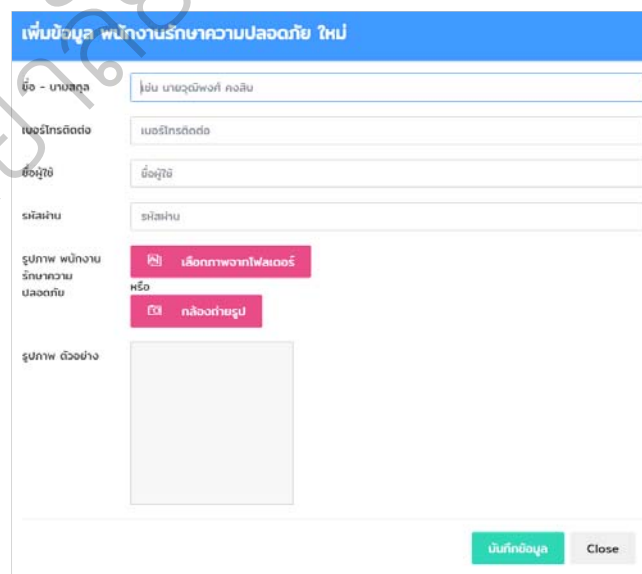 เพิ่มข้อมูล พนักงานรักษาความปลอดภัย ใหม่
ชื่อ - นามสกุล
เช่น นายวุฒิพงศ์ คงสิน
เบอร์โทรติดต่อ
เบอร์โทรติดต่อ
ชื่อผู้ใช้
ชื่อผู้ใช้
รหัสผ่าน
รหัสผ่าน
รูปภาพ พนักงาน
รักษาความ
ปลอดภัย
เลือกภาพจากโฟลเดอร์
หรือ
กล้องถ่ายรูป
รูปภาพ ตัวอย่าง
บันทึกข้อมูล
Close